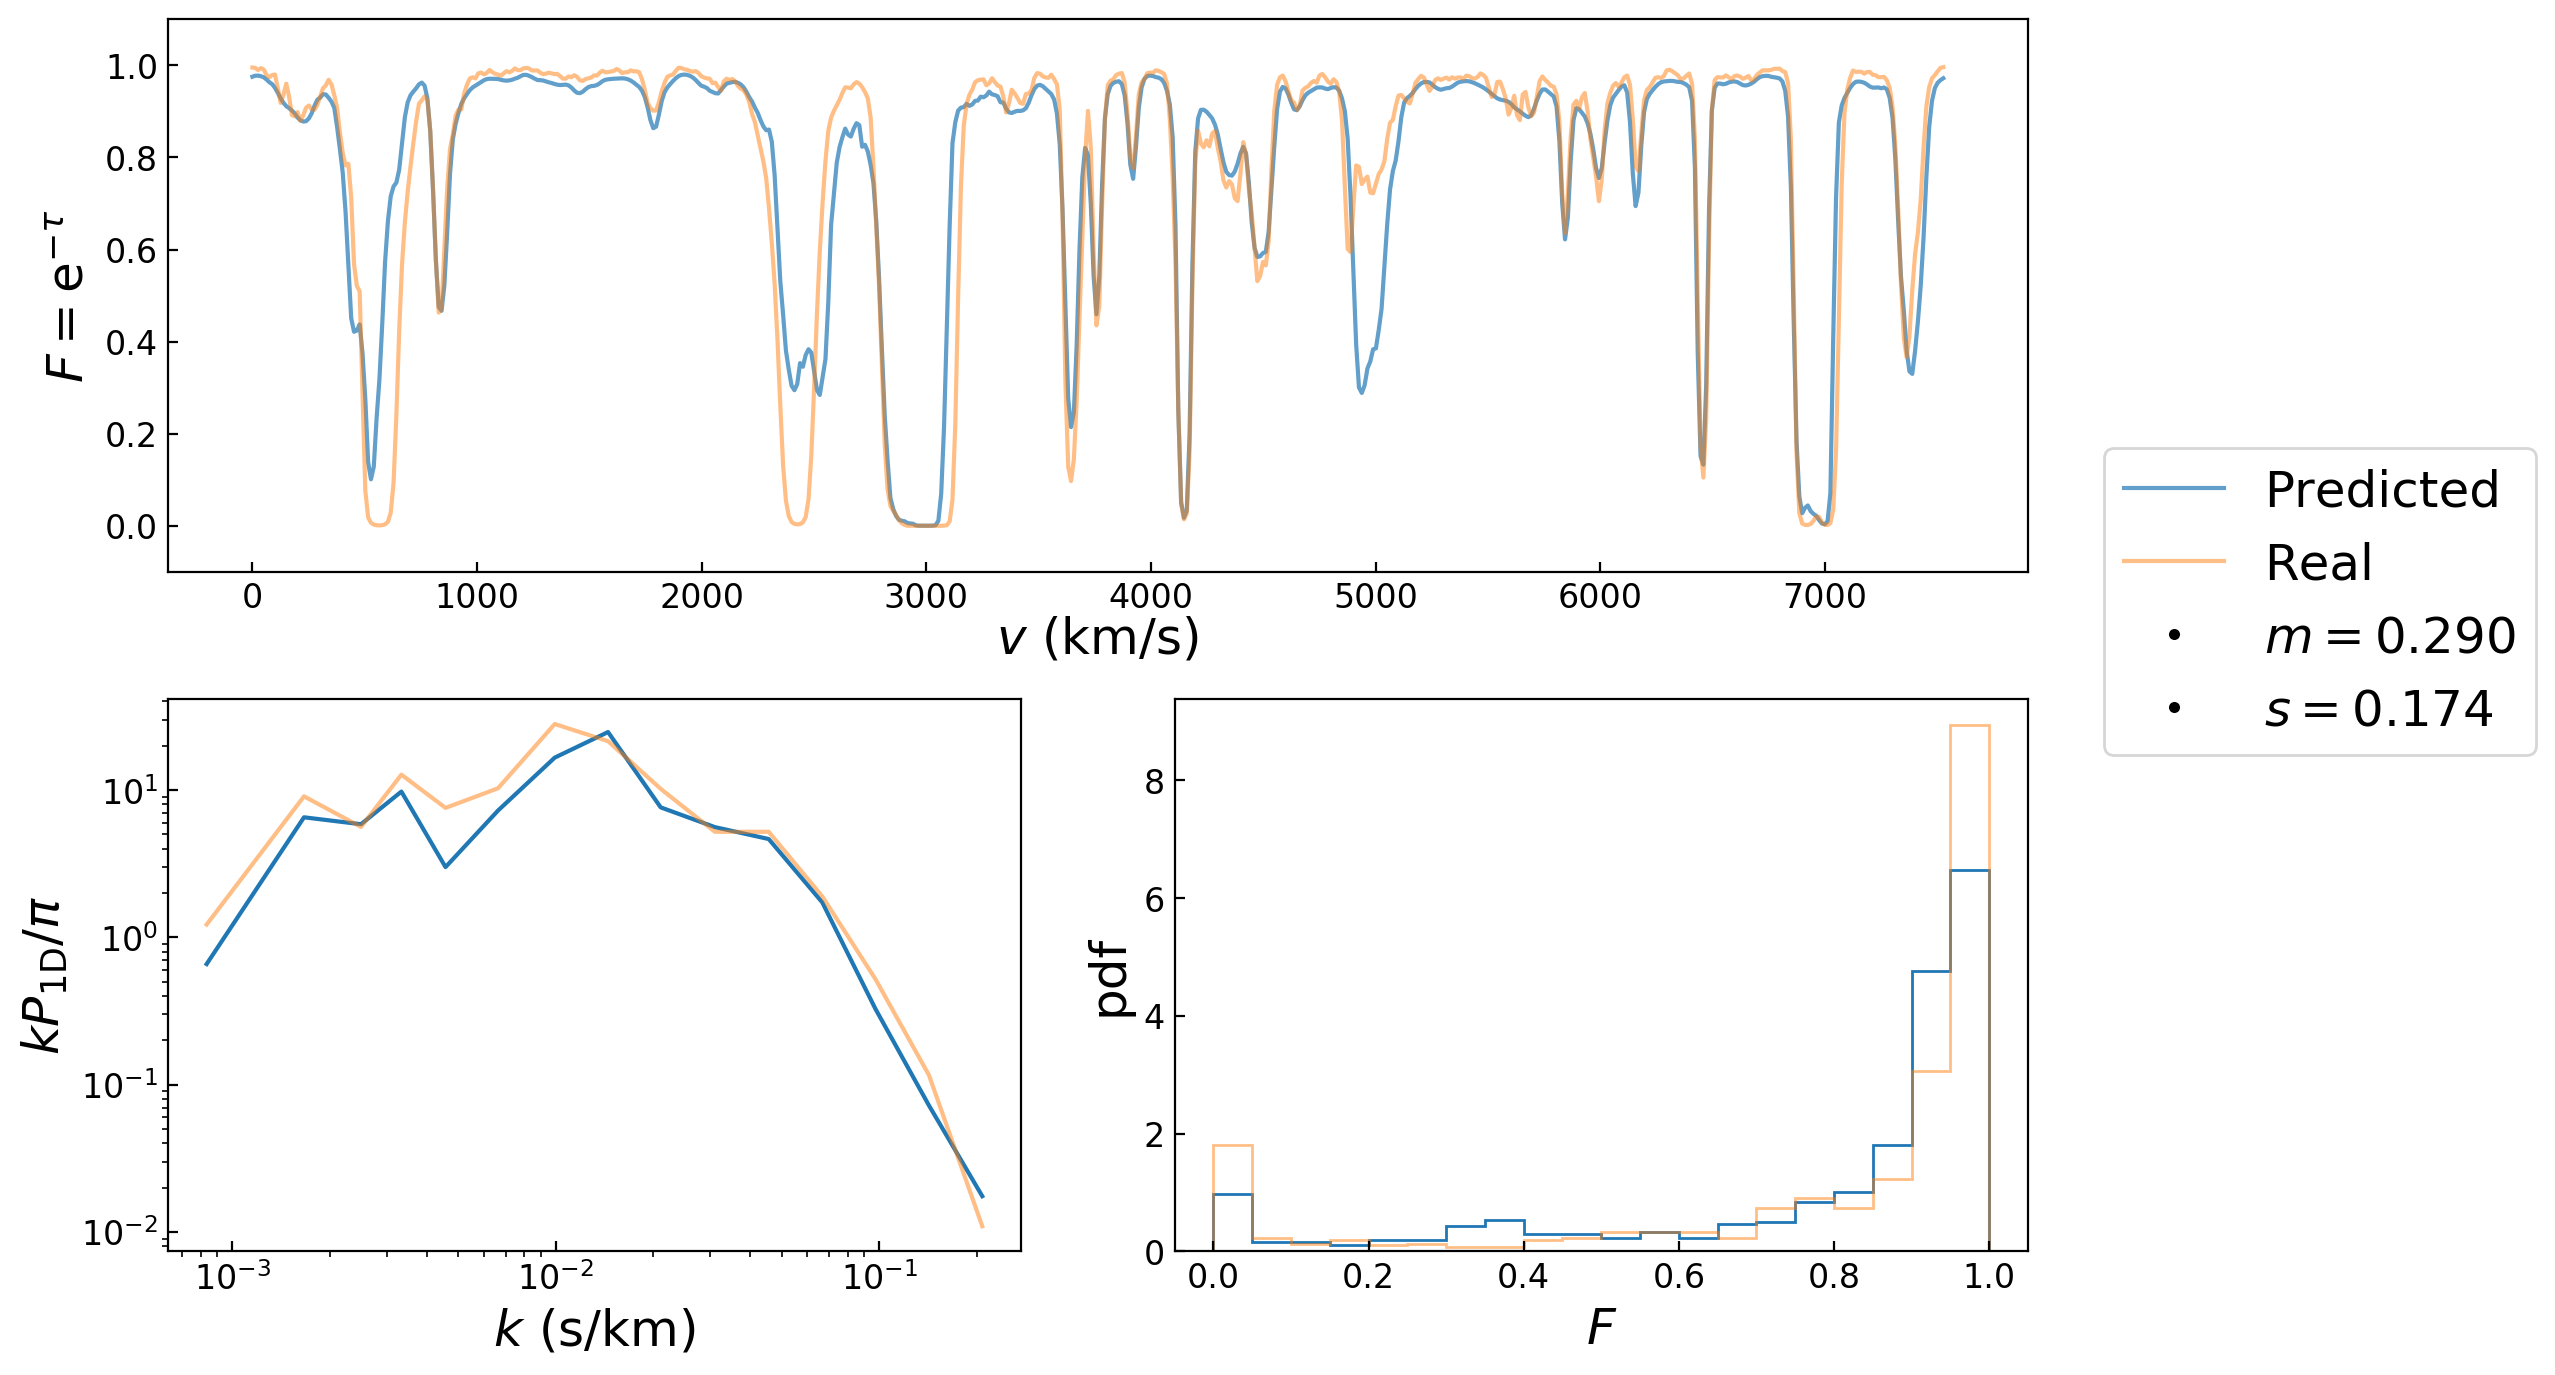 1.0
0.8
0.6
0.4
0.2
0.0
F = e^{−τ}
0 1000 2000 3000 4000 5000 6000 7000
v (km/s)
Predicted
Real
m = 0.290
s = 0.174
10^1
10^0
10^{−1}
10^{−2}
kP_{1D}/π
10^{−3} 10^{−2} 10^{−1}
k (s/km)
8
6
4
2
0
pdf
0.0 0.2 0.4 0.6 0.8 1.0
F